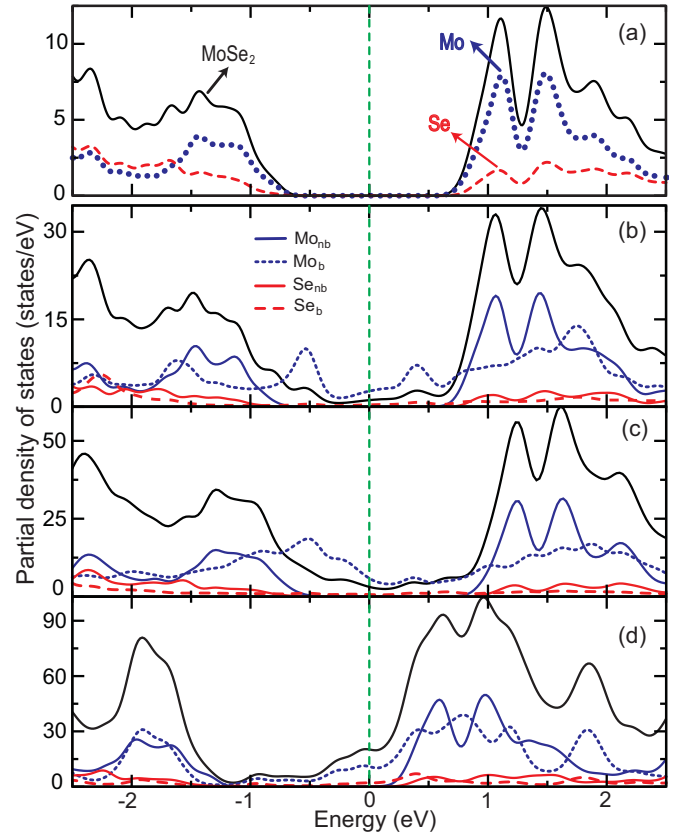 (a)
MoSe2
Mo
Se
10
5
0
(b)
Monb
Mob
Senb
Seb
30
15
0
(c)
50
25
0
(d)
90
60
30
0
-2 -1 0 1 2
Energy (eV)
Partial density of states (states/eV)